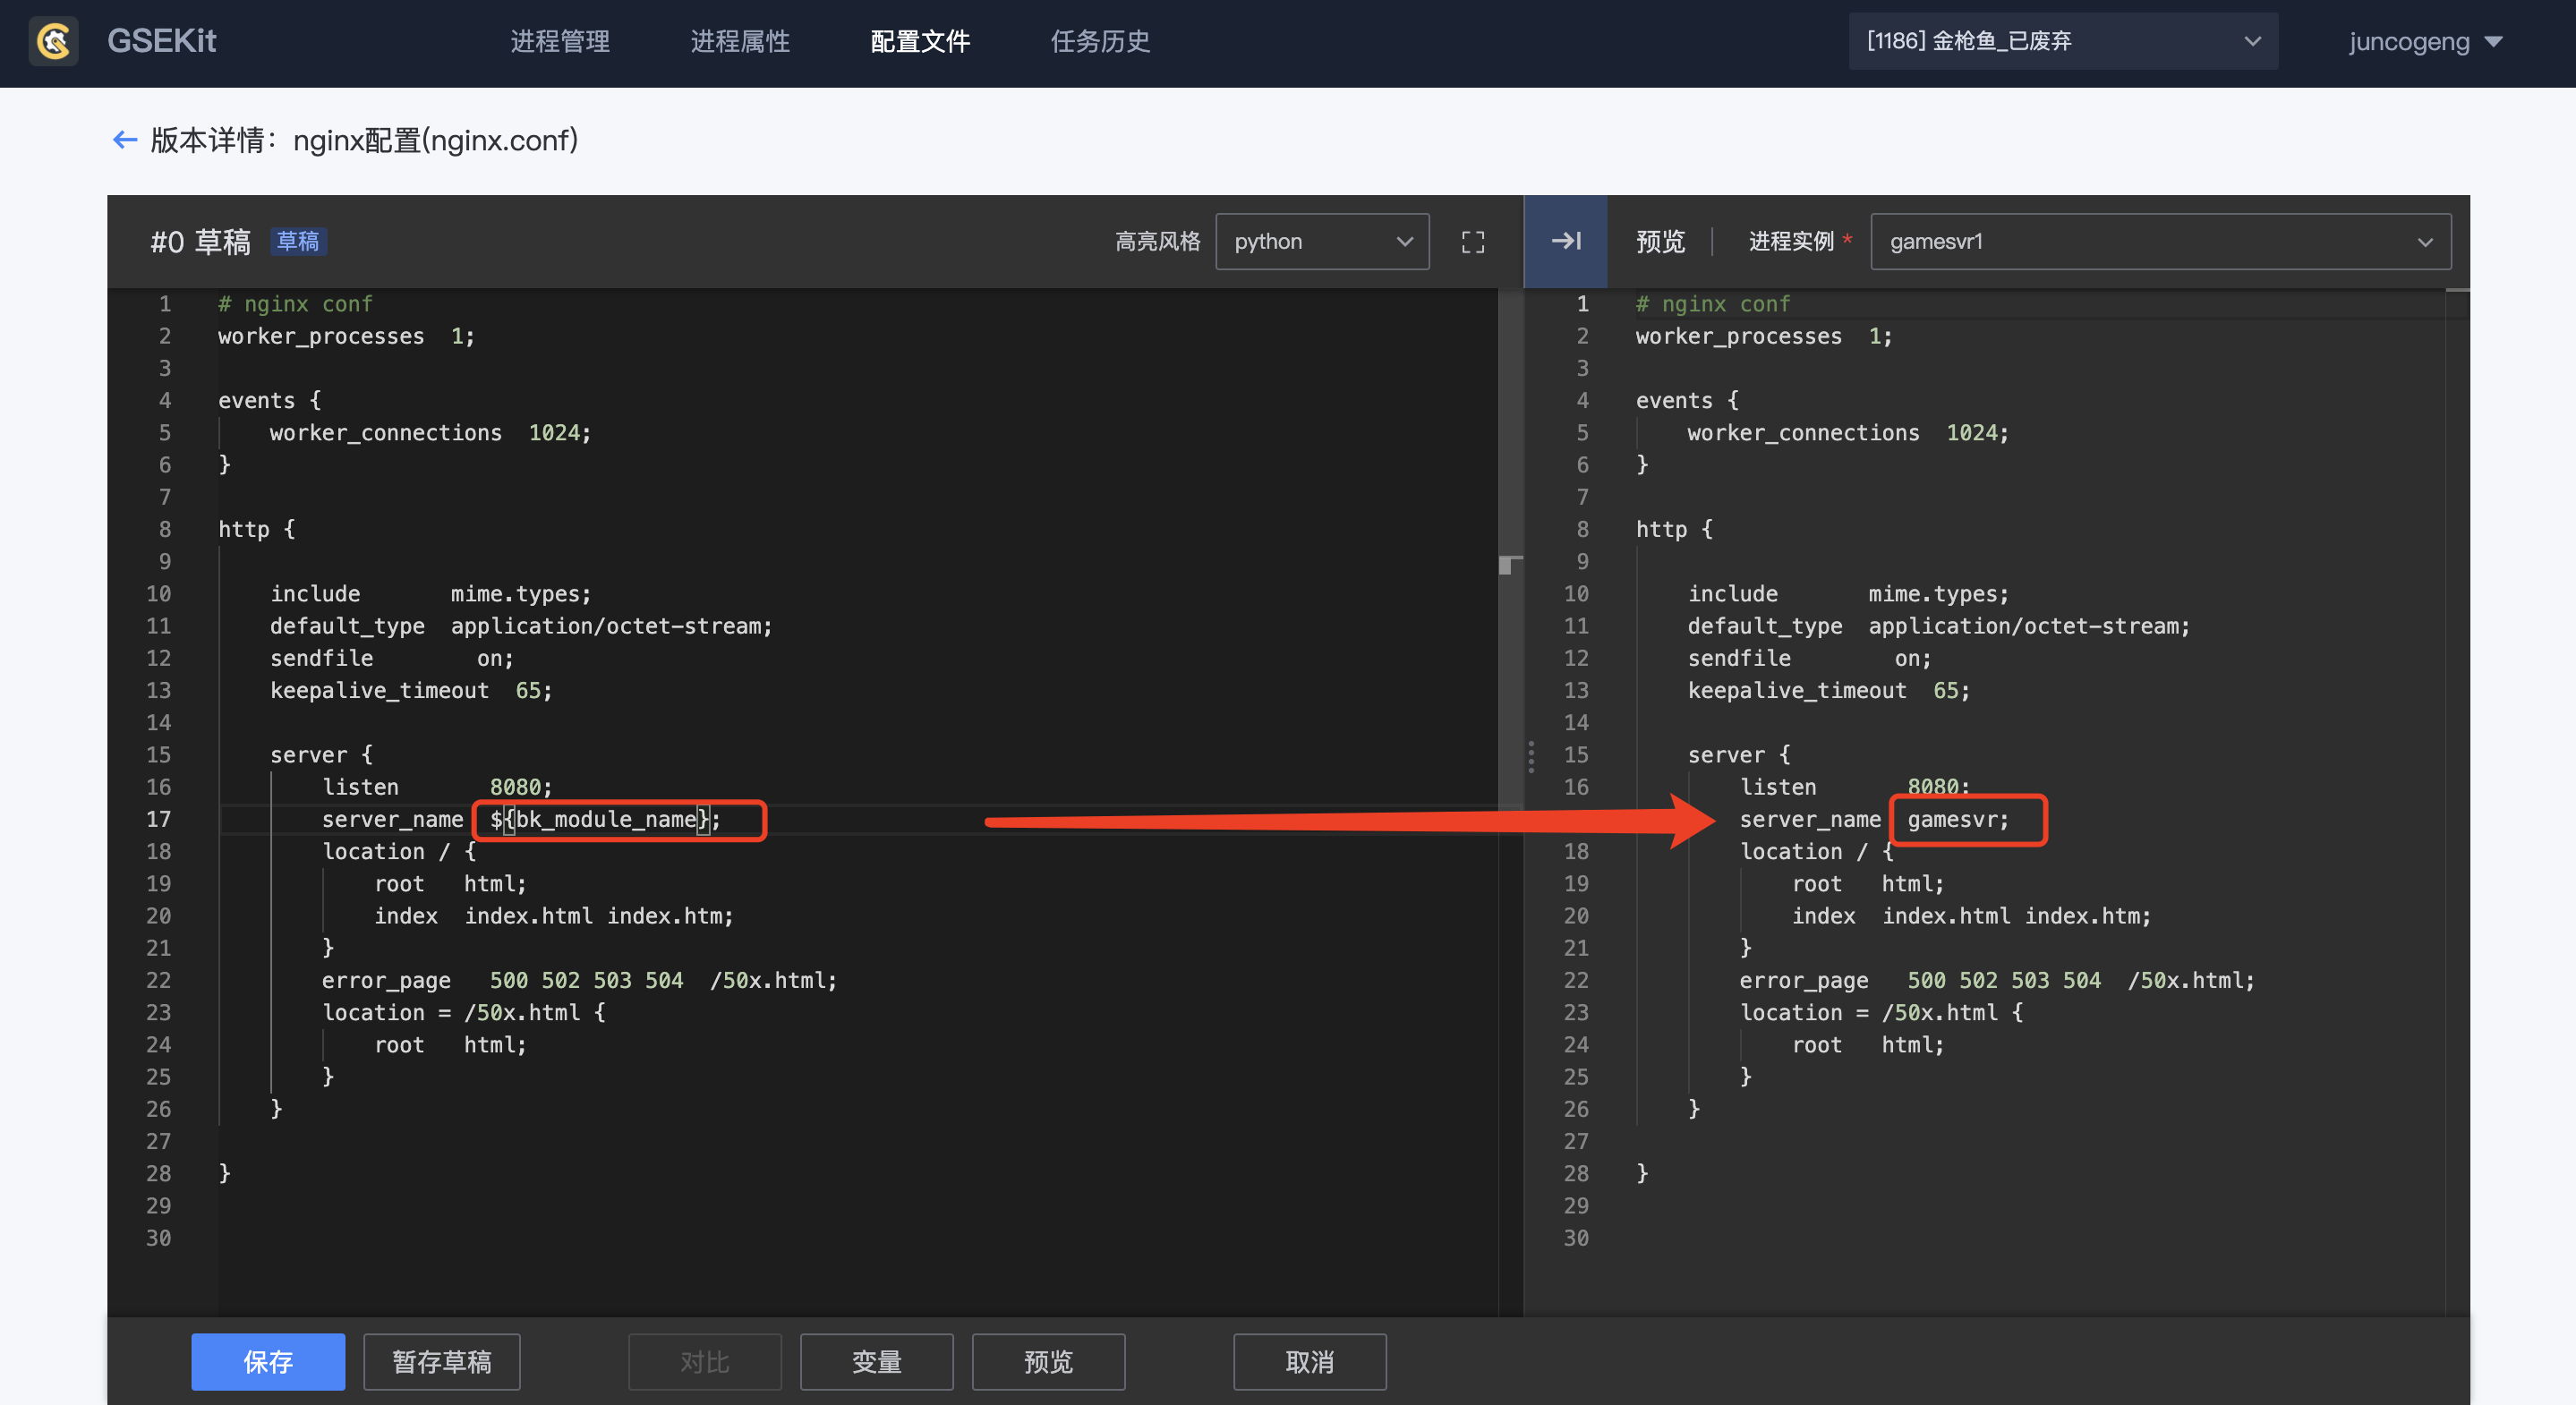 GSEKit 进程管理 进程属性 配置文件 任务历史 [1186] 金枪鱼_已废弃 juncogeng
版本详情：nginx配置(nginx.conf)
#0 草稿 草稿 高亮风格 python
1 # nginx conf
2 worker_processes  1;
3
4 events {
5     worker_connections  1024;
6 }
7
8 http {
9
10     include       mime.types;
11     default_type  application/octet-stream;
12     sendfile        on;
13     keepalive_timeout  65;
14
15     server {
16         listen       8080;
17         server_name  ${bk_module_name};
18         location / {
19             root   html;
20             index  index.html index.htm;
21         }
22         error_page   500 502 503 504  /50x.html;
23         location = /50x.html {
24             root   html;
25         }
26     }
27
28 }
29
30
预览 进程实例 * gamesvr1
1 # nginx conf
2 worker_processes  1;
3
4 events {
5     worker_connections  1024;
6 }
7
8 http {
9
10     include       mime.types;
11     default_type  application/octet-stream;
12     sendfile        on;
13     keepalive_timeout  65;
14
15     server {
16         listen       8080;
server_name  gamesvr;
18         location / {
19             root   html;
20             index  index.html index.htm;
21         }
22         error_page   500 502 503 504  /50x.html;
23         location = /50x.html {
24             root   html;
25         }
26     }
27
28 }
29
30
保存 暂存草稿 对比 变量 预览 取消